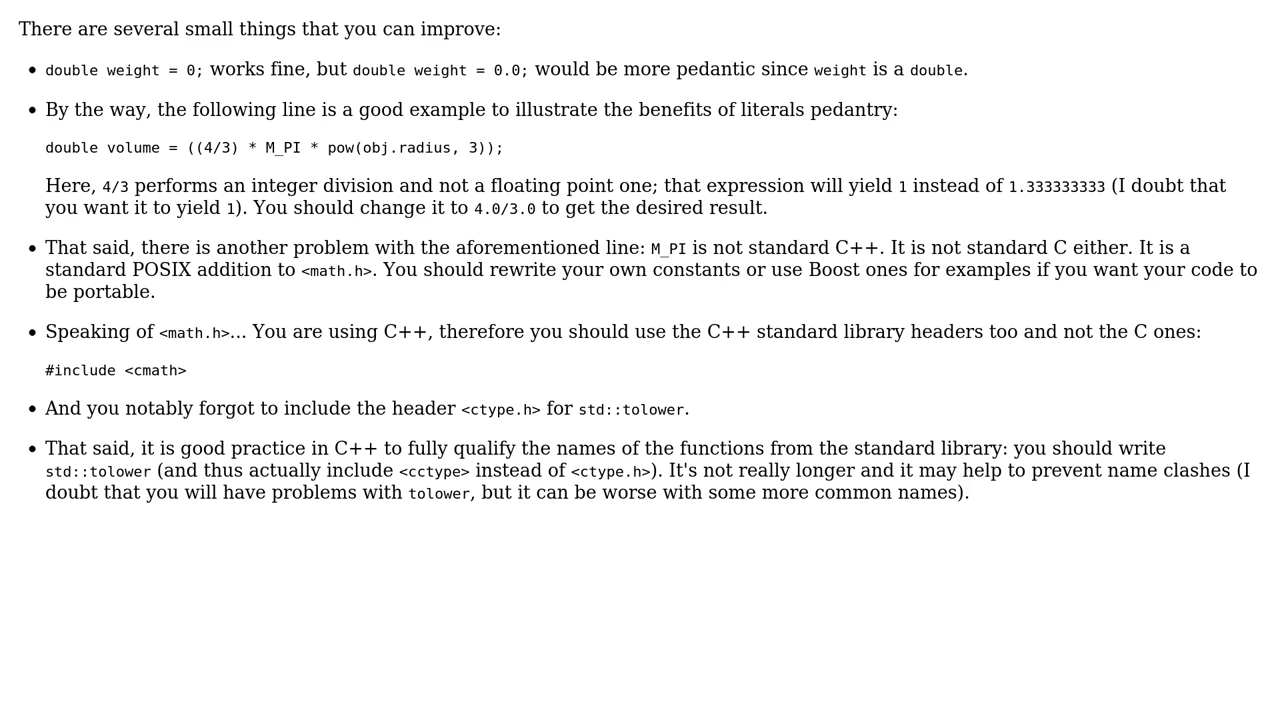 There are several small things that you can improve:
• double weight = 0; works fine, but double weight = 0.0; would be more pedantic since weight is a double.
• By the way, the following line is a good example to illustrate the benefits of literals pedantry:
double volume = ((4/3) * M_PI * pow(obj.radius, 3));
Here, 4/3 performs an integer division and not a floating point one; that expression will yield 1 instead of 1.333333333 (I doubt that
you want it to yield 1). You should change it to 4.0/3.0 to get the desired result.
• That said, there is another problem with the aforementioned line: M_PI is not standard C++. It is not standard C either. It is a
standard POSIX addition to <math.h>. You should rewrite your own constants or use Boost ones for examples if you want your code to
be portable.
• Speaking of <math.h>... You are using C++, therefore you should use the C++ standard library headers too and not the C ones:
#include <cmath>
• And you notably forgot to include the header <ctype.h> for std::tolower.
• That said, it is good practice in C++ to fully qualify the names of the functions from the standard library: you should write
std::tolower (and thus actually include <cctype> instead of <ctype.h>). It's not really longer and it may help to prevent name clashes (I
doubt that you will have problems with tolower, but it can be worse with some more common names).